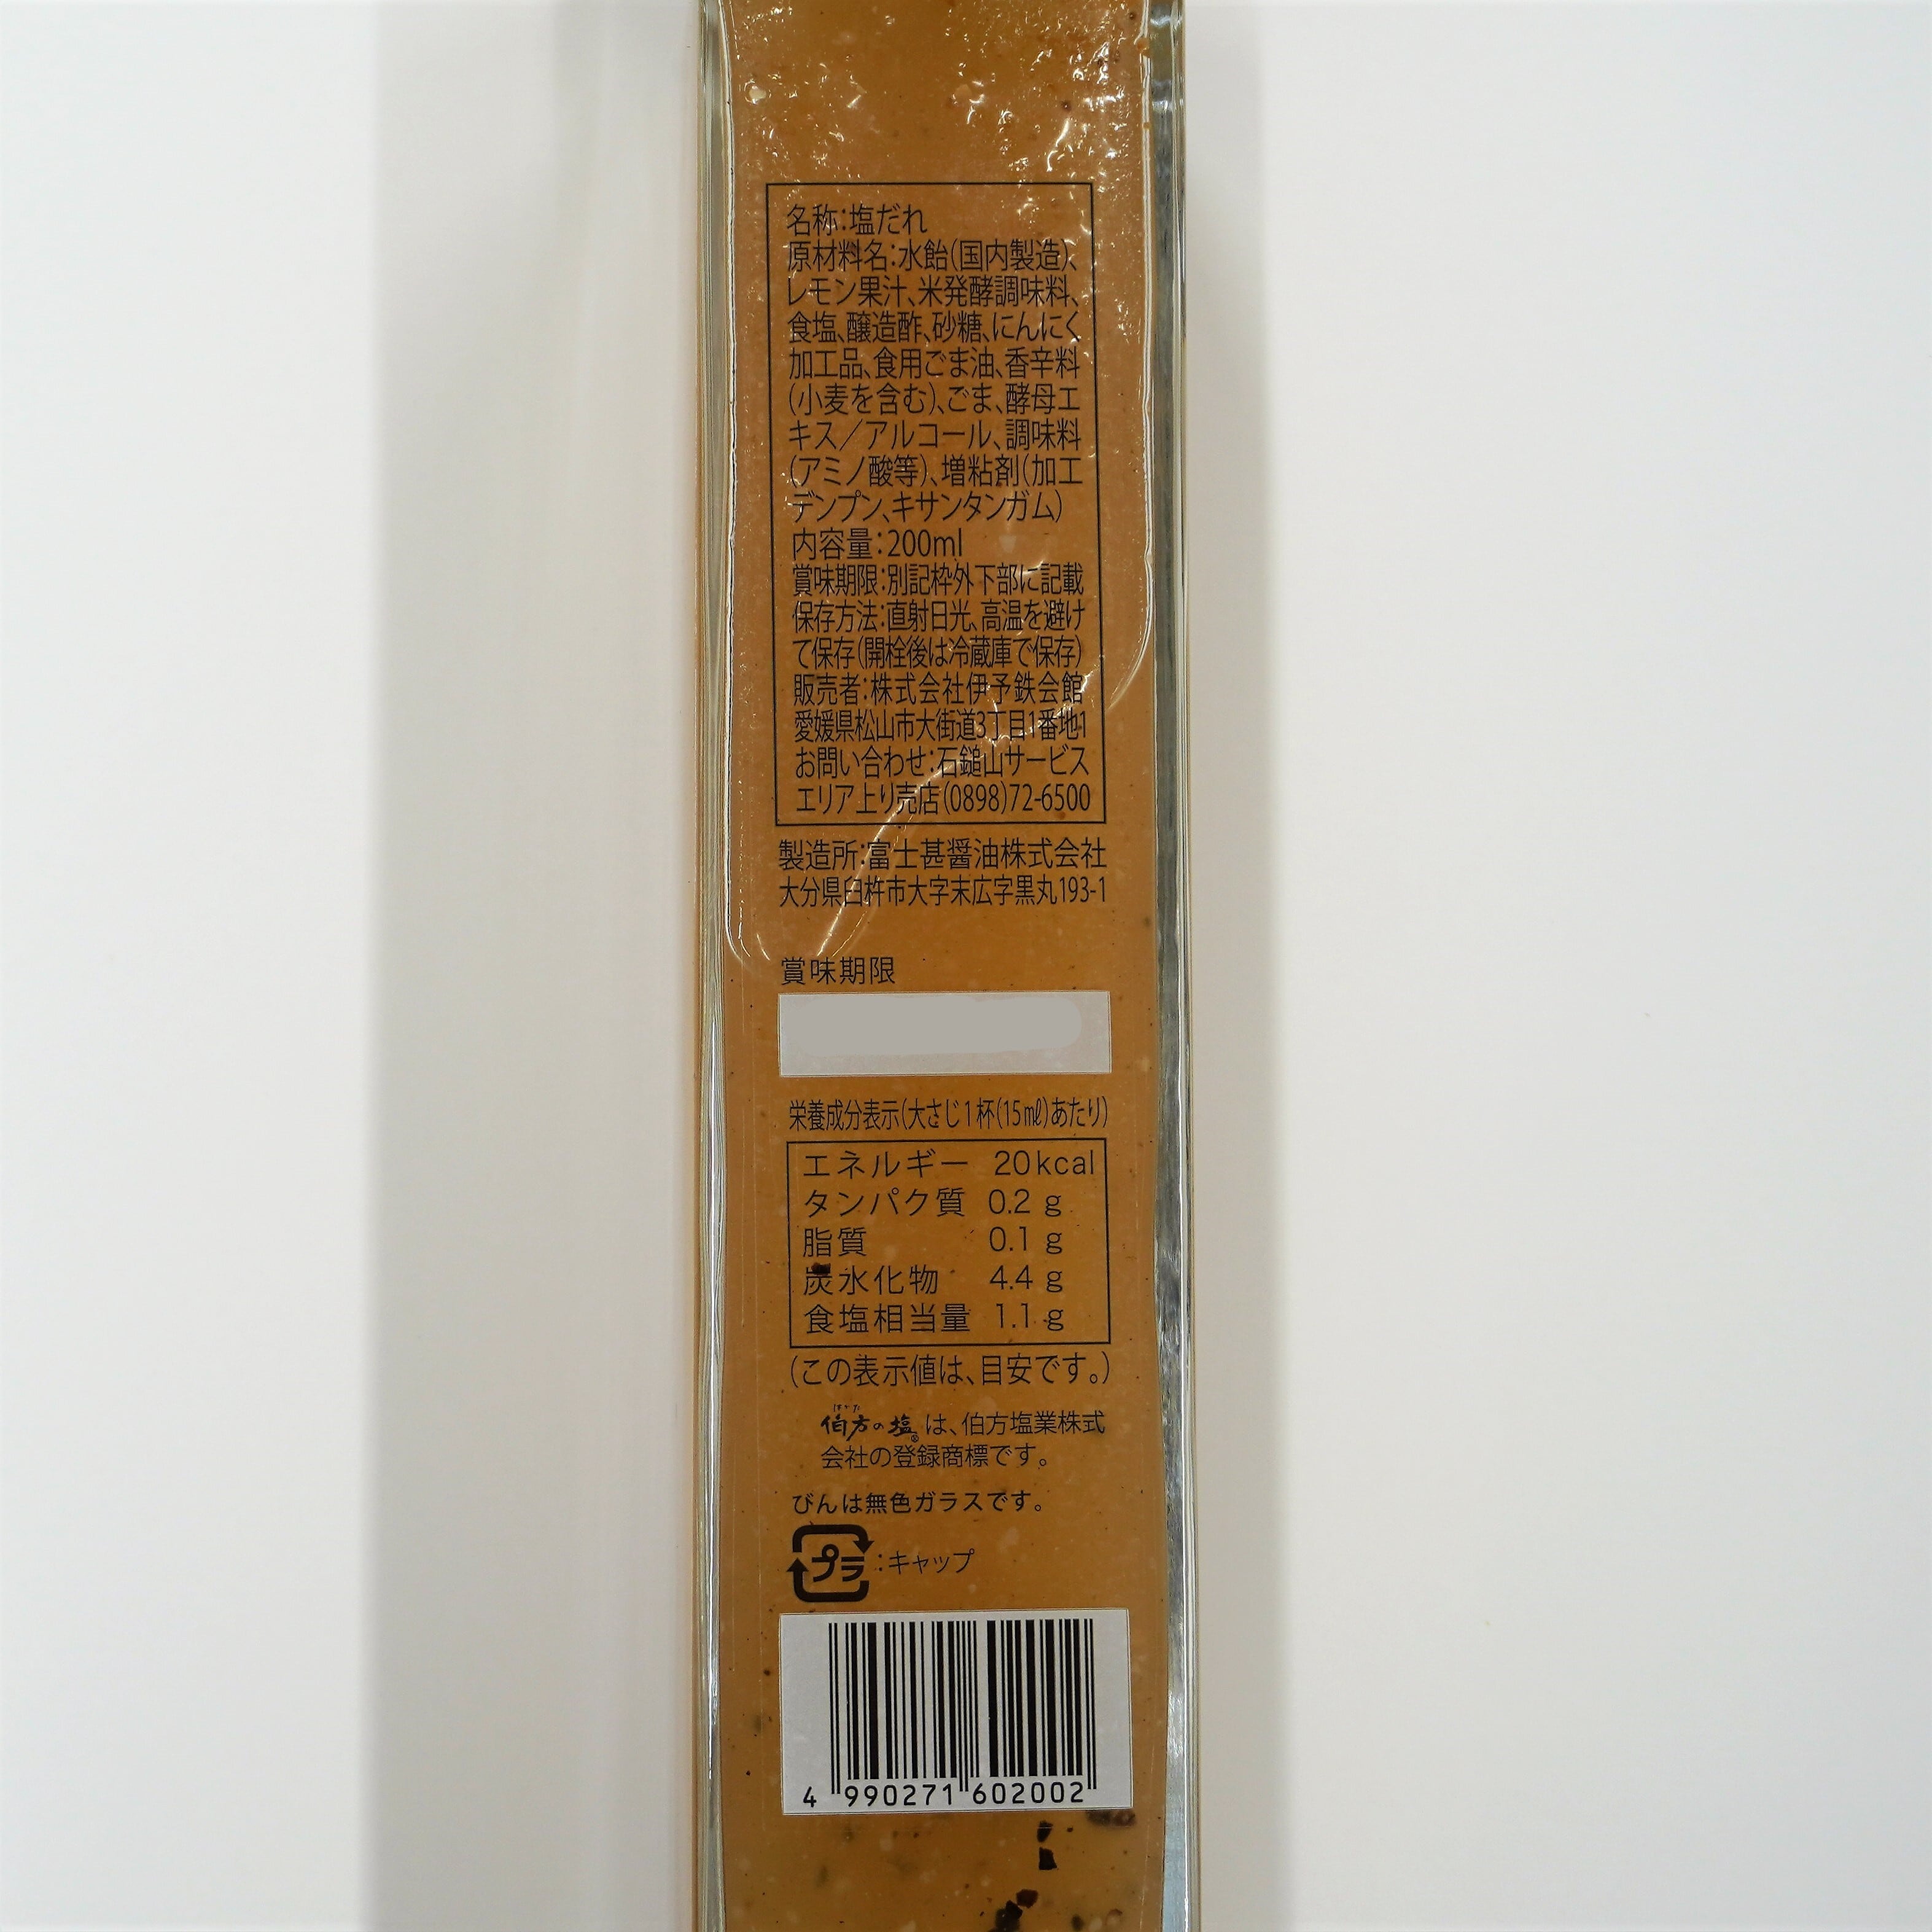 名称:塩だれ
原材料名:水飴(国内製造)、
レモン果汁、米発酵調味料、
食塩、醸造酢、砂糖、にんにく
加工品、食用ごま油、香辛料
(小麦を含む)、ごま、酵母エ
キス/アルコール、調味料
(アミノ酸等)、増粘剤(加工
デンプン、キサンタンガム)
内容量:200ml
賞味期限:別記枠外下部に記載
保存方法:直射日光、高温を避け
て保存(開栓後は冷蔵庫で保存)
販売者:株式会社伊予鉄会館
愛媛県松山市大街道3丁目1番地1
お問い合わせ:石鎚山サービス
エリア上り売店(0898)72-6500
製造所:富士甚醤油株式会社
大分県臼杵市大字末広字黒丸193-1
賞味期限
栄養成分表示(大さじ1杯(15㎖)あたり)
エネルギー 20kcal
タンパク質 0.2 g
脂質 0.1 g
炭水化物 4.4 g
食塩相当量 1.1 g
(この表示値は、目安です。)
はかた
伯方の塩®は、伯方塩業株式
会社の登録商標です。
びんは無色ガラスです。
プラ:キャップ
4 990271 602002